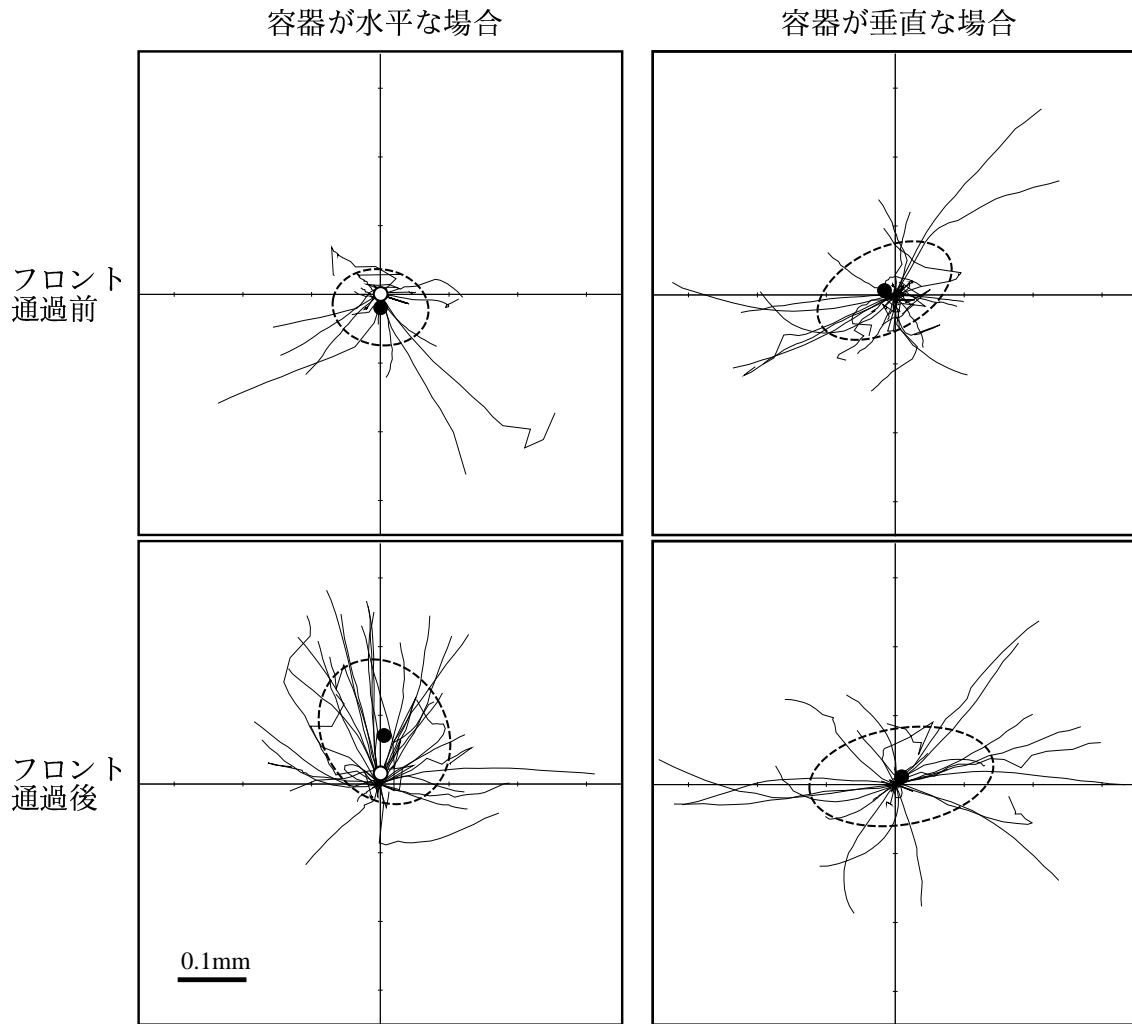 容器が水平な場合
容器が垂直な場合
フロント
通過前
フロント
通過後
0.1mm